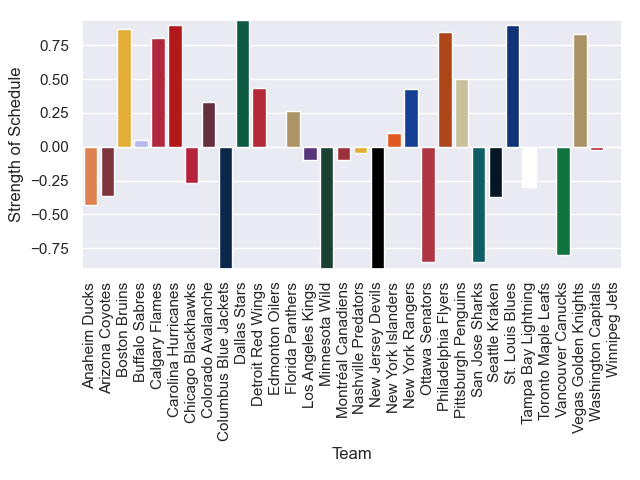 0.75
0.50
0.25
0.00
−0.25
−0.50
−0.75
Strength of Schedule
Anaheim Ducks
Arizona Coyotes
Boston Bruins
Buffalo Sabres
Calgary Flames
Carolina Hurricanes
Chicago Blackhawks
Colorado Avalanche
Columbus Blue Jackets
Dallas Stars
Detroit Red Wings
Edmonton Oilers
Florida Panthers
Los Angeles Kings
Minnesota Wild
Montréal Canadiens
Nashville Predators
New Jersey Devils
New York Islanders
New York Rangers
Ottawa Senators
Philadelphia Flyers
Pittsburgh Penguins
San Jose Sharks
Seattle Kraken
St. Louis Blues
Tampa Bay Lightning
Toronto Maple Leafs
Vancouver Canucks
Vegas Golden Knights
Washington Capitals
Winnipeg Jets
Team